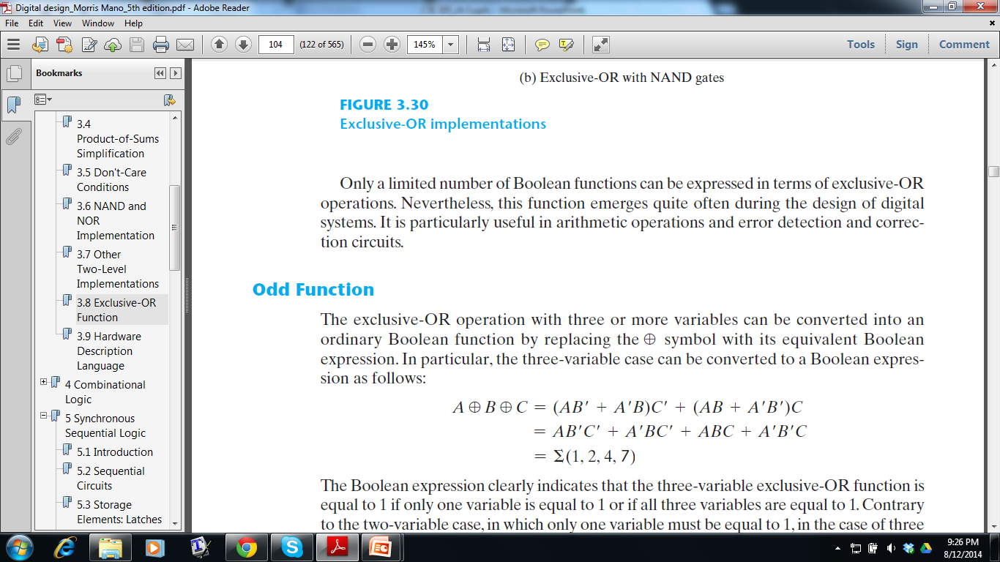 Digital design_Morris Mano_5th edition.pdf - Adobe Reader
File Edit View Window Help
104 (122 of 565) 145% Tools Sign Comment
Bookmarks
3.4
Product-of-Sums
Simplification
3.5 Don't-Care
Conditions
3.6 NAND and
NOR
Implementation
3.7 Other
Two-Level
Implementations
3.8 Exclusive-OR
Function
3.9 Hardware
Description
Language
4 Combinational
Logic
5 Synchronous
Sequential Logic
5.1 Introduction
5.2 Sequential
Circuits
5.3 Storage
Elements: Latches
(b) Exclusive-OR with NAND gates
FIGURE 3.30
Exclusive-OR implementations
Only a limited number of Boolean functions can be expressed in terms of exclusive-OR
operations. Nevertheless, this function emerges quite often during the design of digital
systems. It is particularly useful in arithmetic operations and error detection and correc-
tion circuits.
Odd Function
The exclusive-OR operation with three or more variables can be converted into an
ordinary Boolean function by replacing the ⊕ symbol with its equivalent Boolean
expression. In particular, the three-variable case can be converted to a Boolean expres-
sion as follows:
A ⊕ B ⊕ C = (AB′ + A′B)C′ + (AB + A′B′)C
= AB′C′ + A′BC′ + ABC + A′B′C
= Σ(1, 2, 4, 7)
The Boolean expression clearly indicates that the three-variable exclusive-OR function is
equal to 1 if only one variable is equal to 1 or if all three variables are equal to 1. Contrary
to the two-variable case, in which only one variable must be equal to 1, in the case of three
9:26 PM
8/12/2014